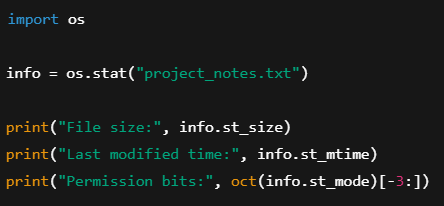 import os
info = os.stat("project_notes.txt")
print("File size:", info.st_size)
print("Last modified time:", info.st_mtime)
print("Permission bits:", oct(info.st_mode)[-3:])